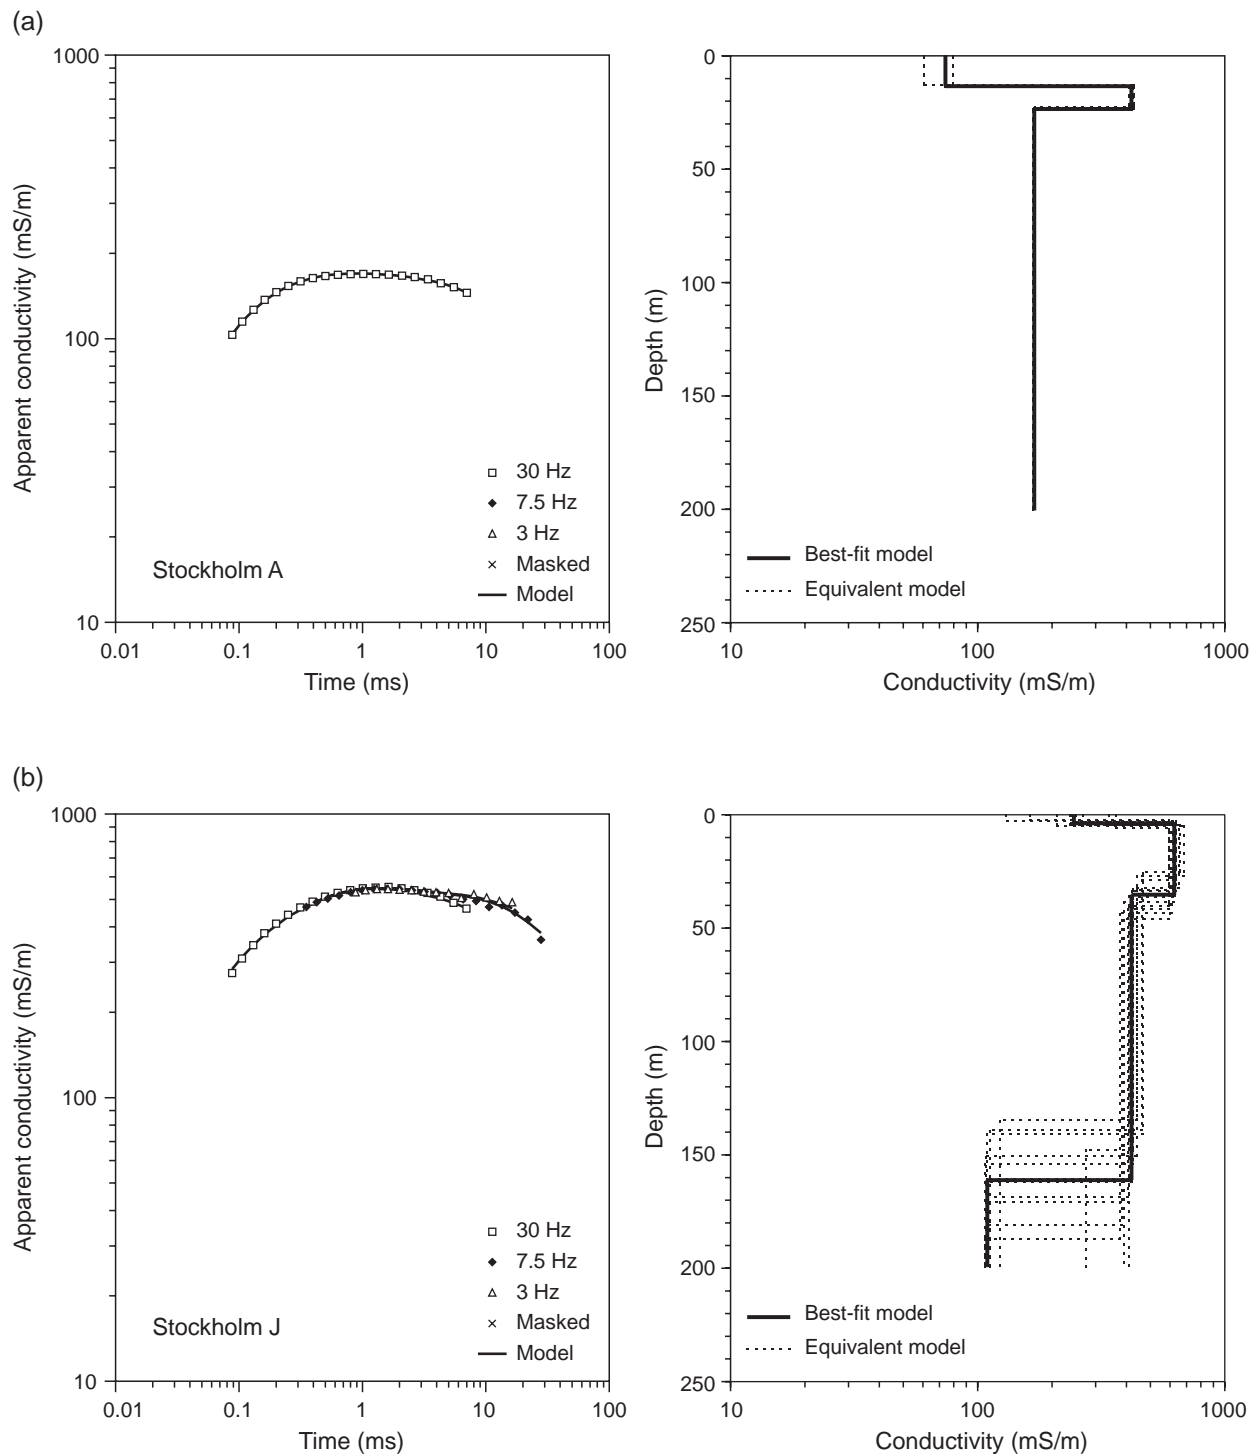 (a)
1000
100
10
0.01
0.1
1
10
100
Apparent conductivity (mS/m)
Time (ms)
30 Hz
7.5 Hz
3 Hz
Masked
Model
Stockholm A
0
50
100
150
200
250
10
100
1000
Depth (m)
Conductivity (mS/m)
Best-fit model
Equivalent model
(b)
1000
100
10
0.01
0.1
1
10
100
Apparent conductivity (mS/m)
Time (ms)
30 Hz
7.5 Hz
3 Hz
Masked
Model
Stockholm J
0
50
100
150
200
250
10
100
1000
Depth (m)
Conductivity (mS/m)
Best-fit model
Equivalent model